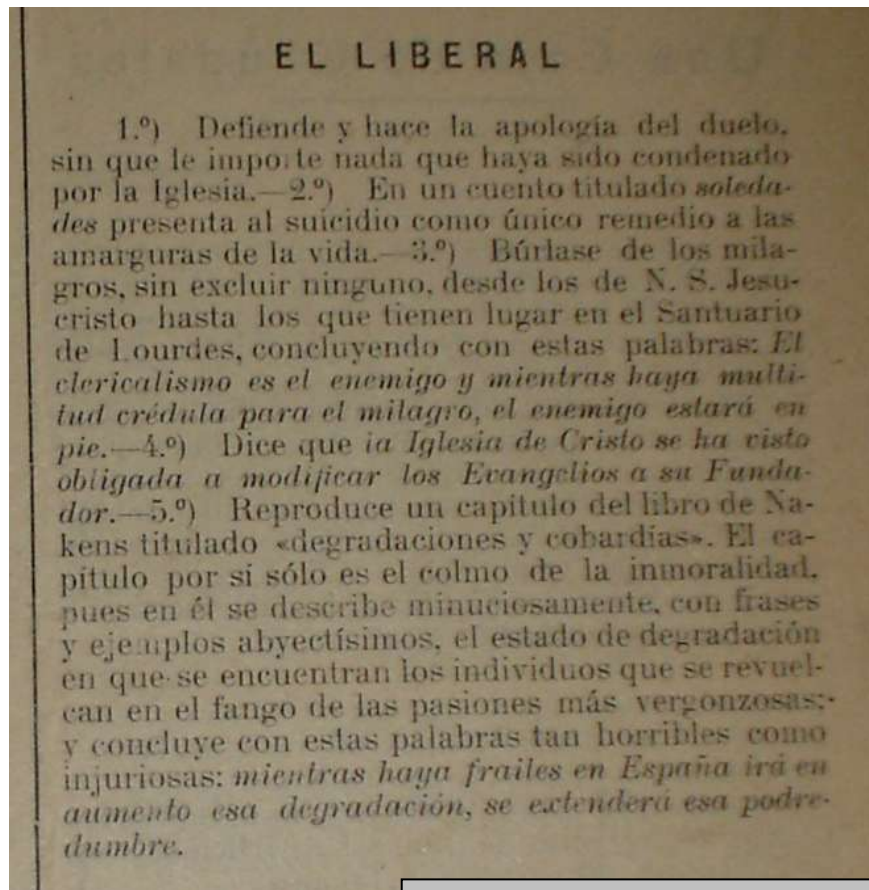 EL LIBERAL
1.º) Defiende y hace la apología del duelo,
sin que le importe nada que haya sido condenado
por la Iglesia.—2.º) En un cuento titulado soleda-
des presenta al suicidio como único remedio a las
amarguras de la vida.—3.º) Búrlase de los mila-
gros, sin excluir ninguno, desde los de N. S. Jesu-
cristo hasta los que tienen lugar en el Santuario
de Lourdes, concluyendo con estas palabras: El
clericalismo es el enemigo y mientras haya multi-
tud crédula para el milagro, el enemigo estará en
pie.—4.º) Dice que la Iglesia de Cristo se ha visto
obligada a modificar los Evangelios a su Funda-
dor.—5.º) Reproduce un capítulo del libro de Na-
kens titulado «degradaciones y cobardías». El ca-
pítulo por si sólo es el colmo de la inmoralidad,
pues en él se describe minuciosamente, con frases
y ejemplos abyectísimos, el estado de degradación
en que se encuentran los individuos que se revuel-
can en el fango de las pasiones más vergonzosas;
y concluye con estas palabras tan horribles como
injuriosas: mientras haya frailes en España irá en
aumento esa degradación, se extenderá esa podre-
dumbre.